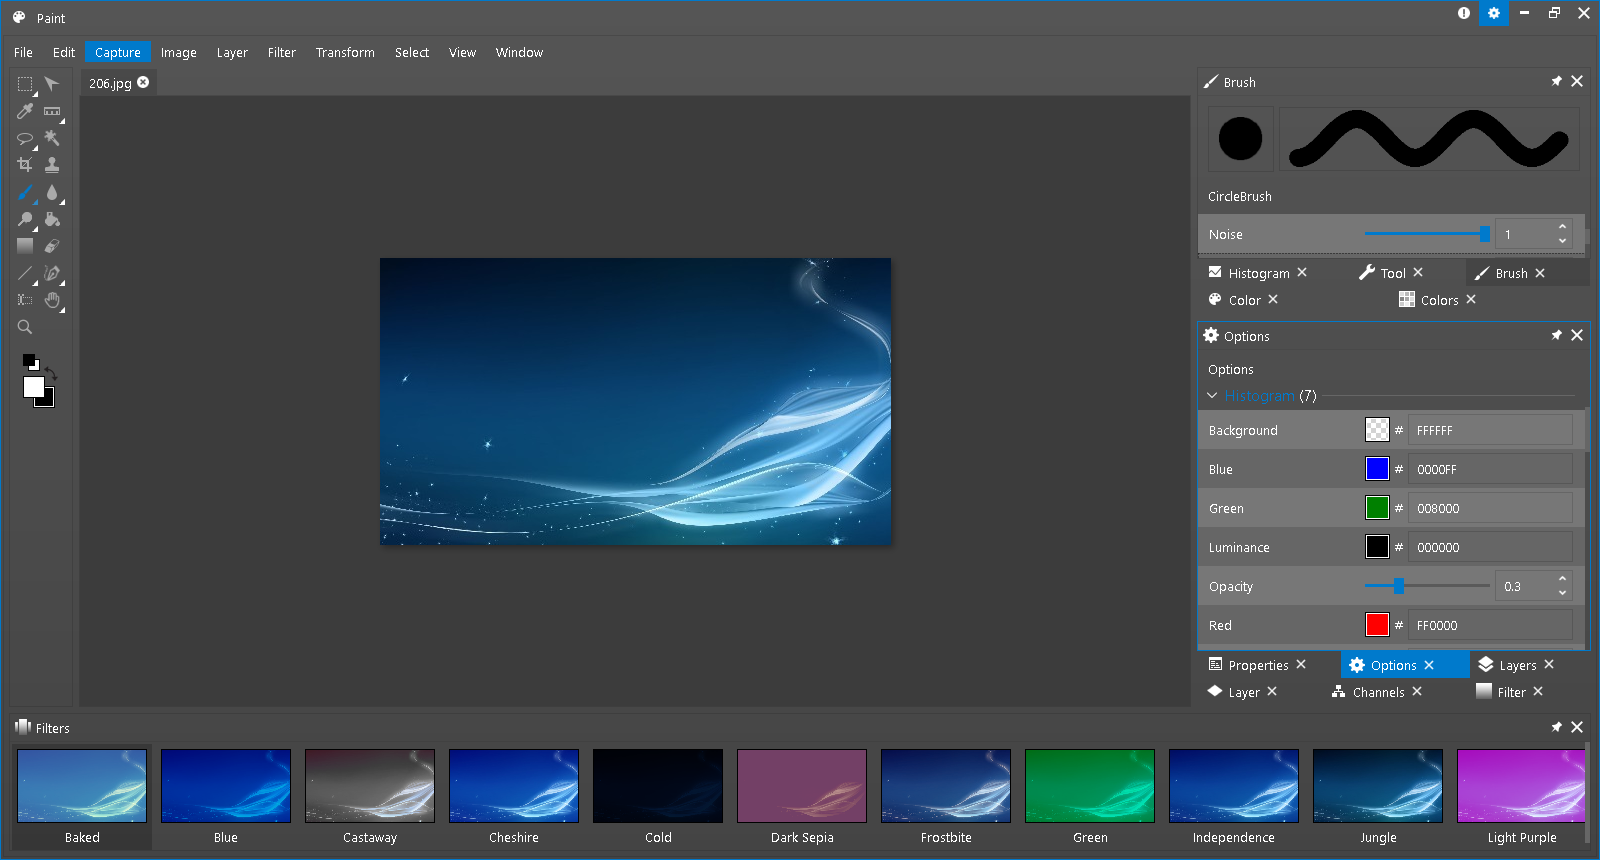 Paint
File Edit Capture Image Layer Filter Transform Select View Window
206.jpg
Brush
CircleBrush
Noise 1
Histogram Tool Brush
Color Colors
Options
Options
Histogram (7)
Background # FFFFFF
Blue # 0000FF
Green # 008000
Luminance # 000000
Opacity 0.3
Red # FF0000
Properties Options Layers
Layer Channels Filter
Filters
Baked Blue Castaway Cheshire Cold Dark Sepia Frostbite Green Independence Jungle Light Purple